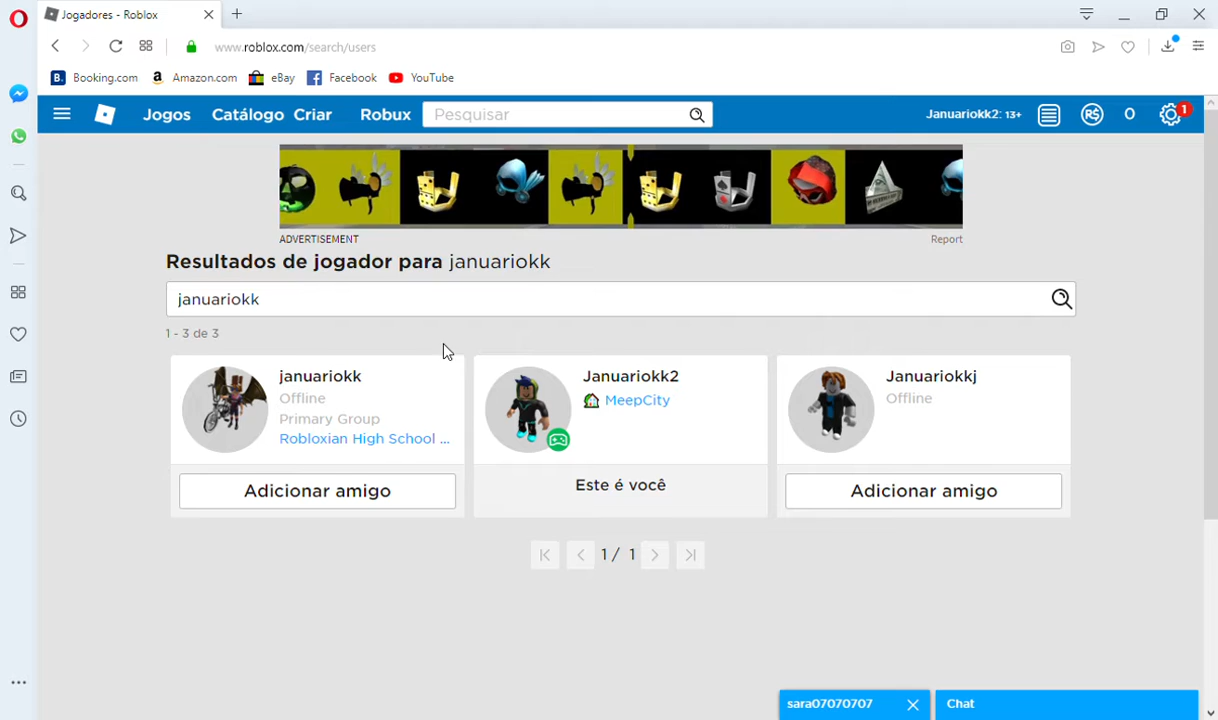 Jogadores - Roblox
www.roblox.com/search/users
B. Booking.com
a Amazon.com
eBay
Facebook
YouTube
Jogos
Catálogo
Criar
Robux
Pesquisar
Januariokk2: 13+
R$
0
1
ADVERTISEMENT
Report
Resultados de jogador para januariokk
januariokk
1 - 3 de 3
januariokk
Offline
Primary Group
Robloxian High School ...
Adicionar amigo
Januariokk2
MeepCity
Este é você
Januariokkj
Offline
Adicionar amigo
1 / 1
sara07070707
Chat